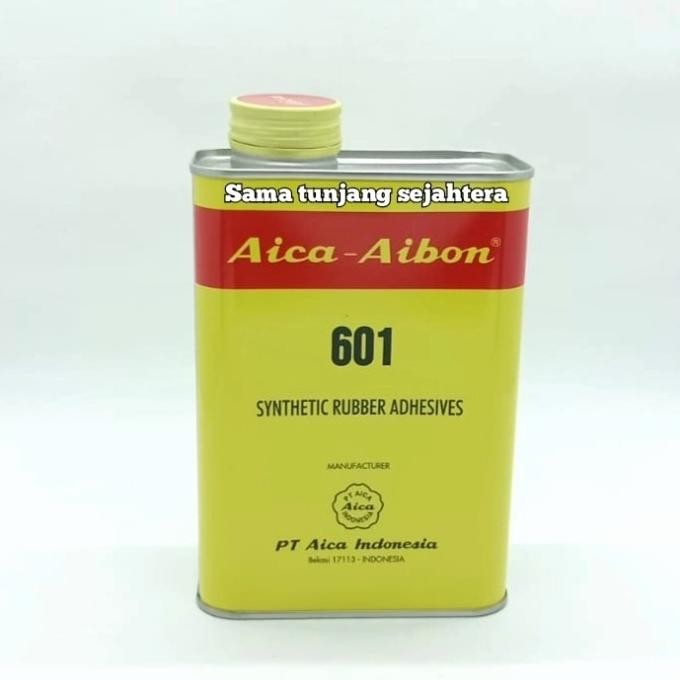 Sama tunjang sejahtera
Aica-Aibon®
601
SYNTHETIC RUBBER ADHESIVES
MANUFACTURER
PT AICA
Aica
INDONESIA
PT Aica Indonesia
Bekasi 17113 - INDONESIA